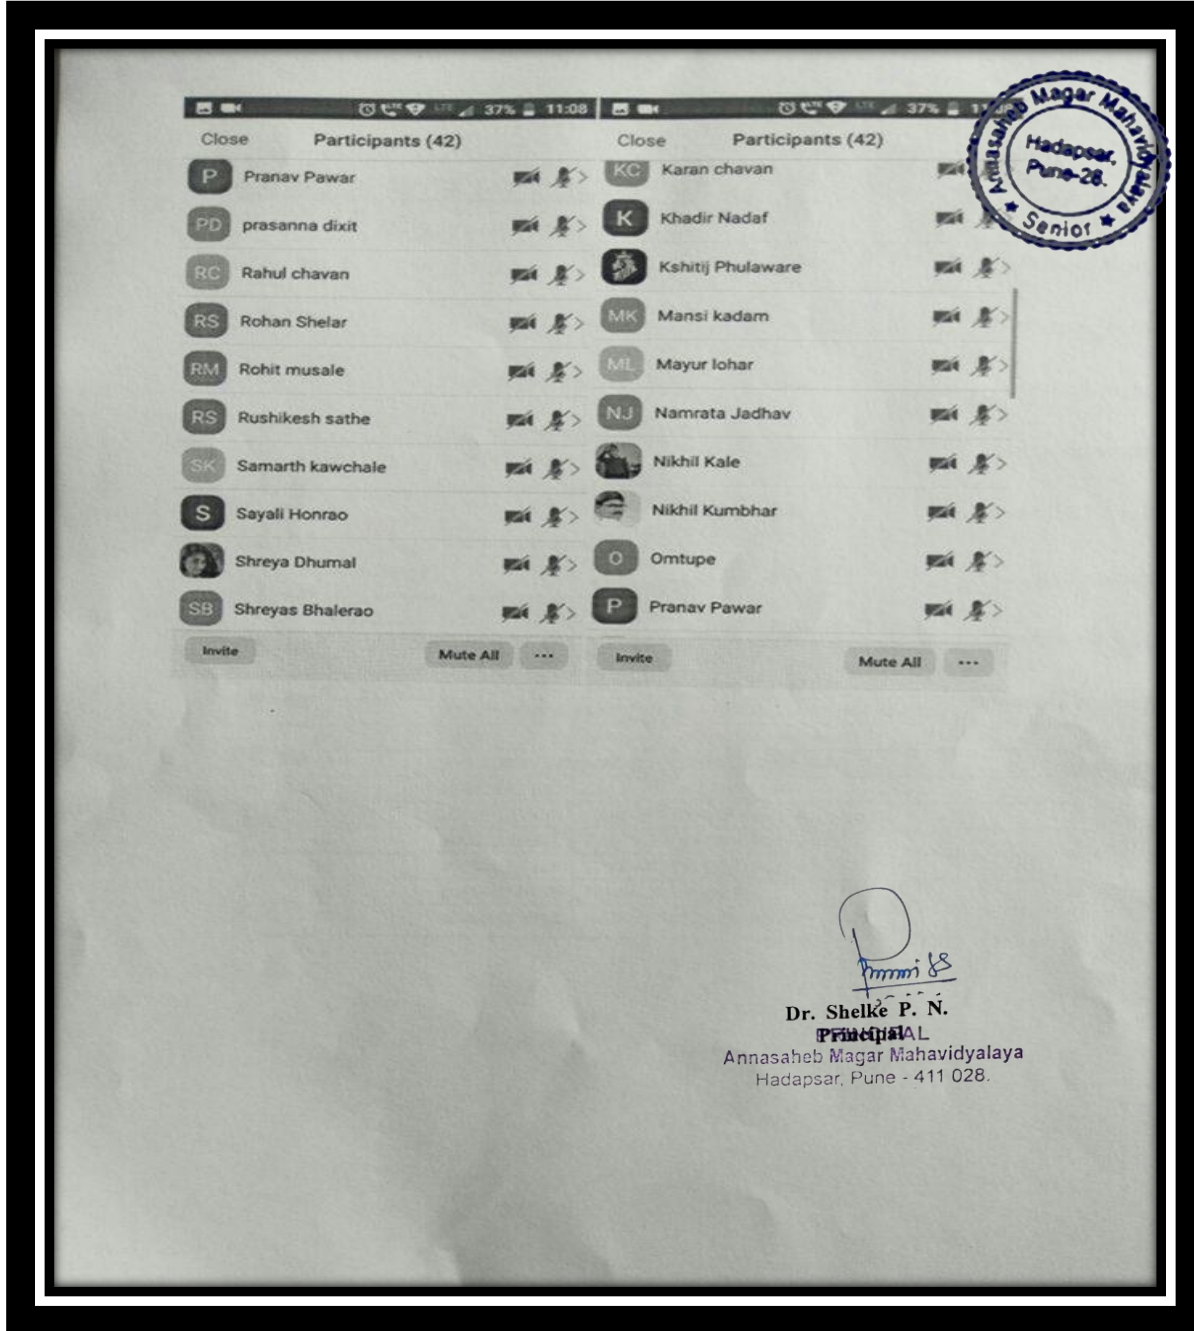 37% 11:08
Close Participants (42)
P Pranav Pawar
PD prasanna dixit
RC Rahul chavan
RS Rohan Shelar
RM Rohit musale
RS Rushikesh sathe
SK Samarth kawchale
S Sayali Honrao
Shreya Dhumal
SB Shreyas Bhalerao
Invite Mute All ...
37%
Close Participants (42)
KC Karan chavan
K Khadir Nadaf
Kshitij Phulaware
MK Mansi kadam
ML Mayur lohar
NJ Namrata Jadhav
Nikhil Kale
Nikhil Kumbhar
O Omtupe
P Pranav Pawar
Invite Mute All ...
Annasaheb Magar Mahavidyalaya
Hadapsar,
Pune-28.
★ Senior ★
Dr. Shelke P. N.
Principal
Annasaheb Magar Mahavidyalaya
Hadapsar, Pune - 411 028.